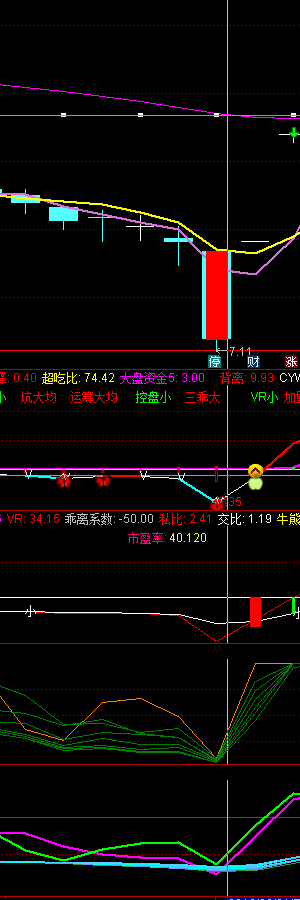 7.11
停 财 涨
0.40 超吃比: 74.42 大盘资金5: 3.00 背离: 9.93 CYW
小 坑大均 运筹大均 控盘小 三乘大 VR小 加
VR: 34.15 乖离系数: -50.00 私比: 2.41 交比: 1.19 牛熊
市盈率: 40.120
小